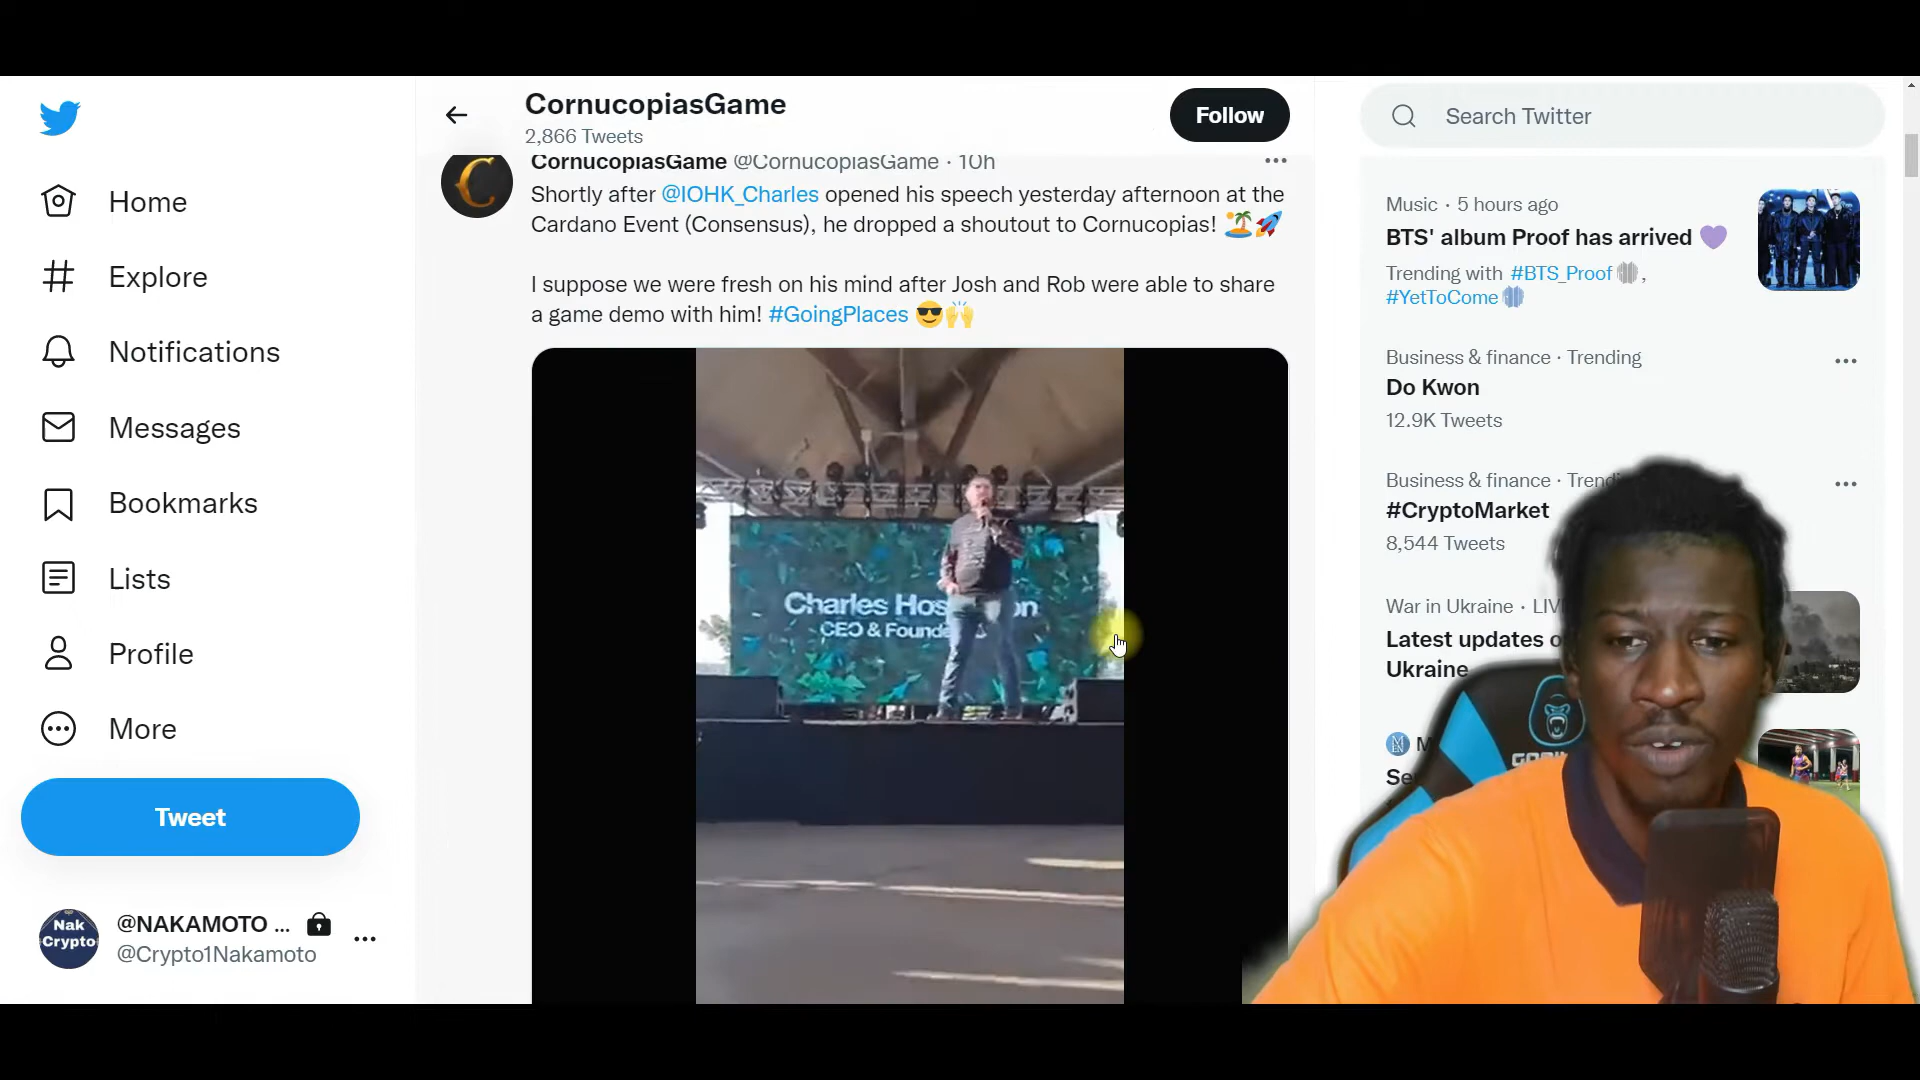 CornucopiasGame
2,866 Tweets
Follow
Search Twitter
Home
Explore
Notifications
Messages
Bookmarks
Lists
Profile
More
Tweet
Nak
Crypto
@NAKAMOTO ...
@Crypto1Nakamoto
CornucopiasGame @CornucopiasGame · 10h
Shortly after @IOHK_Charles opened his speech yesterday afternoon at the
Cardano Event (Consensus), he dropped a shoutout to Cornucopias! 🏝️🚀
I suppose we were fresh on his mind after Josh and Rob were able to share
a game demo with him! #GoingPlaces 😎🙌
Charles Hos on
CEO & Founde
Music · 5 hours ago
BTS' album Proof has arrived 💜
Trending with #BTS_Proof ,
#YetToCome
Business & finance · Trending
Do Kwon
12.9K Tweets
Business & finance · Trend
#CryptoMarket
8,544 Tweets
War in Ukraine · LIV
Latest updates o
Ukraine
MEN M
Se